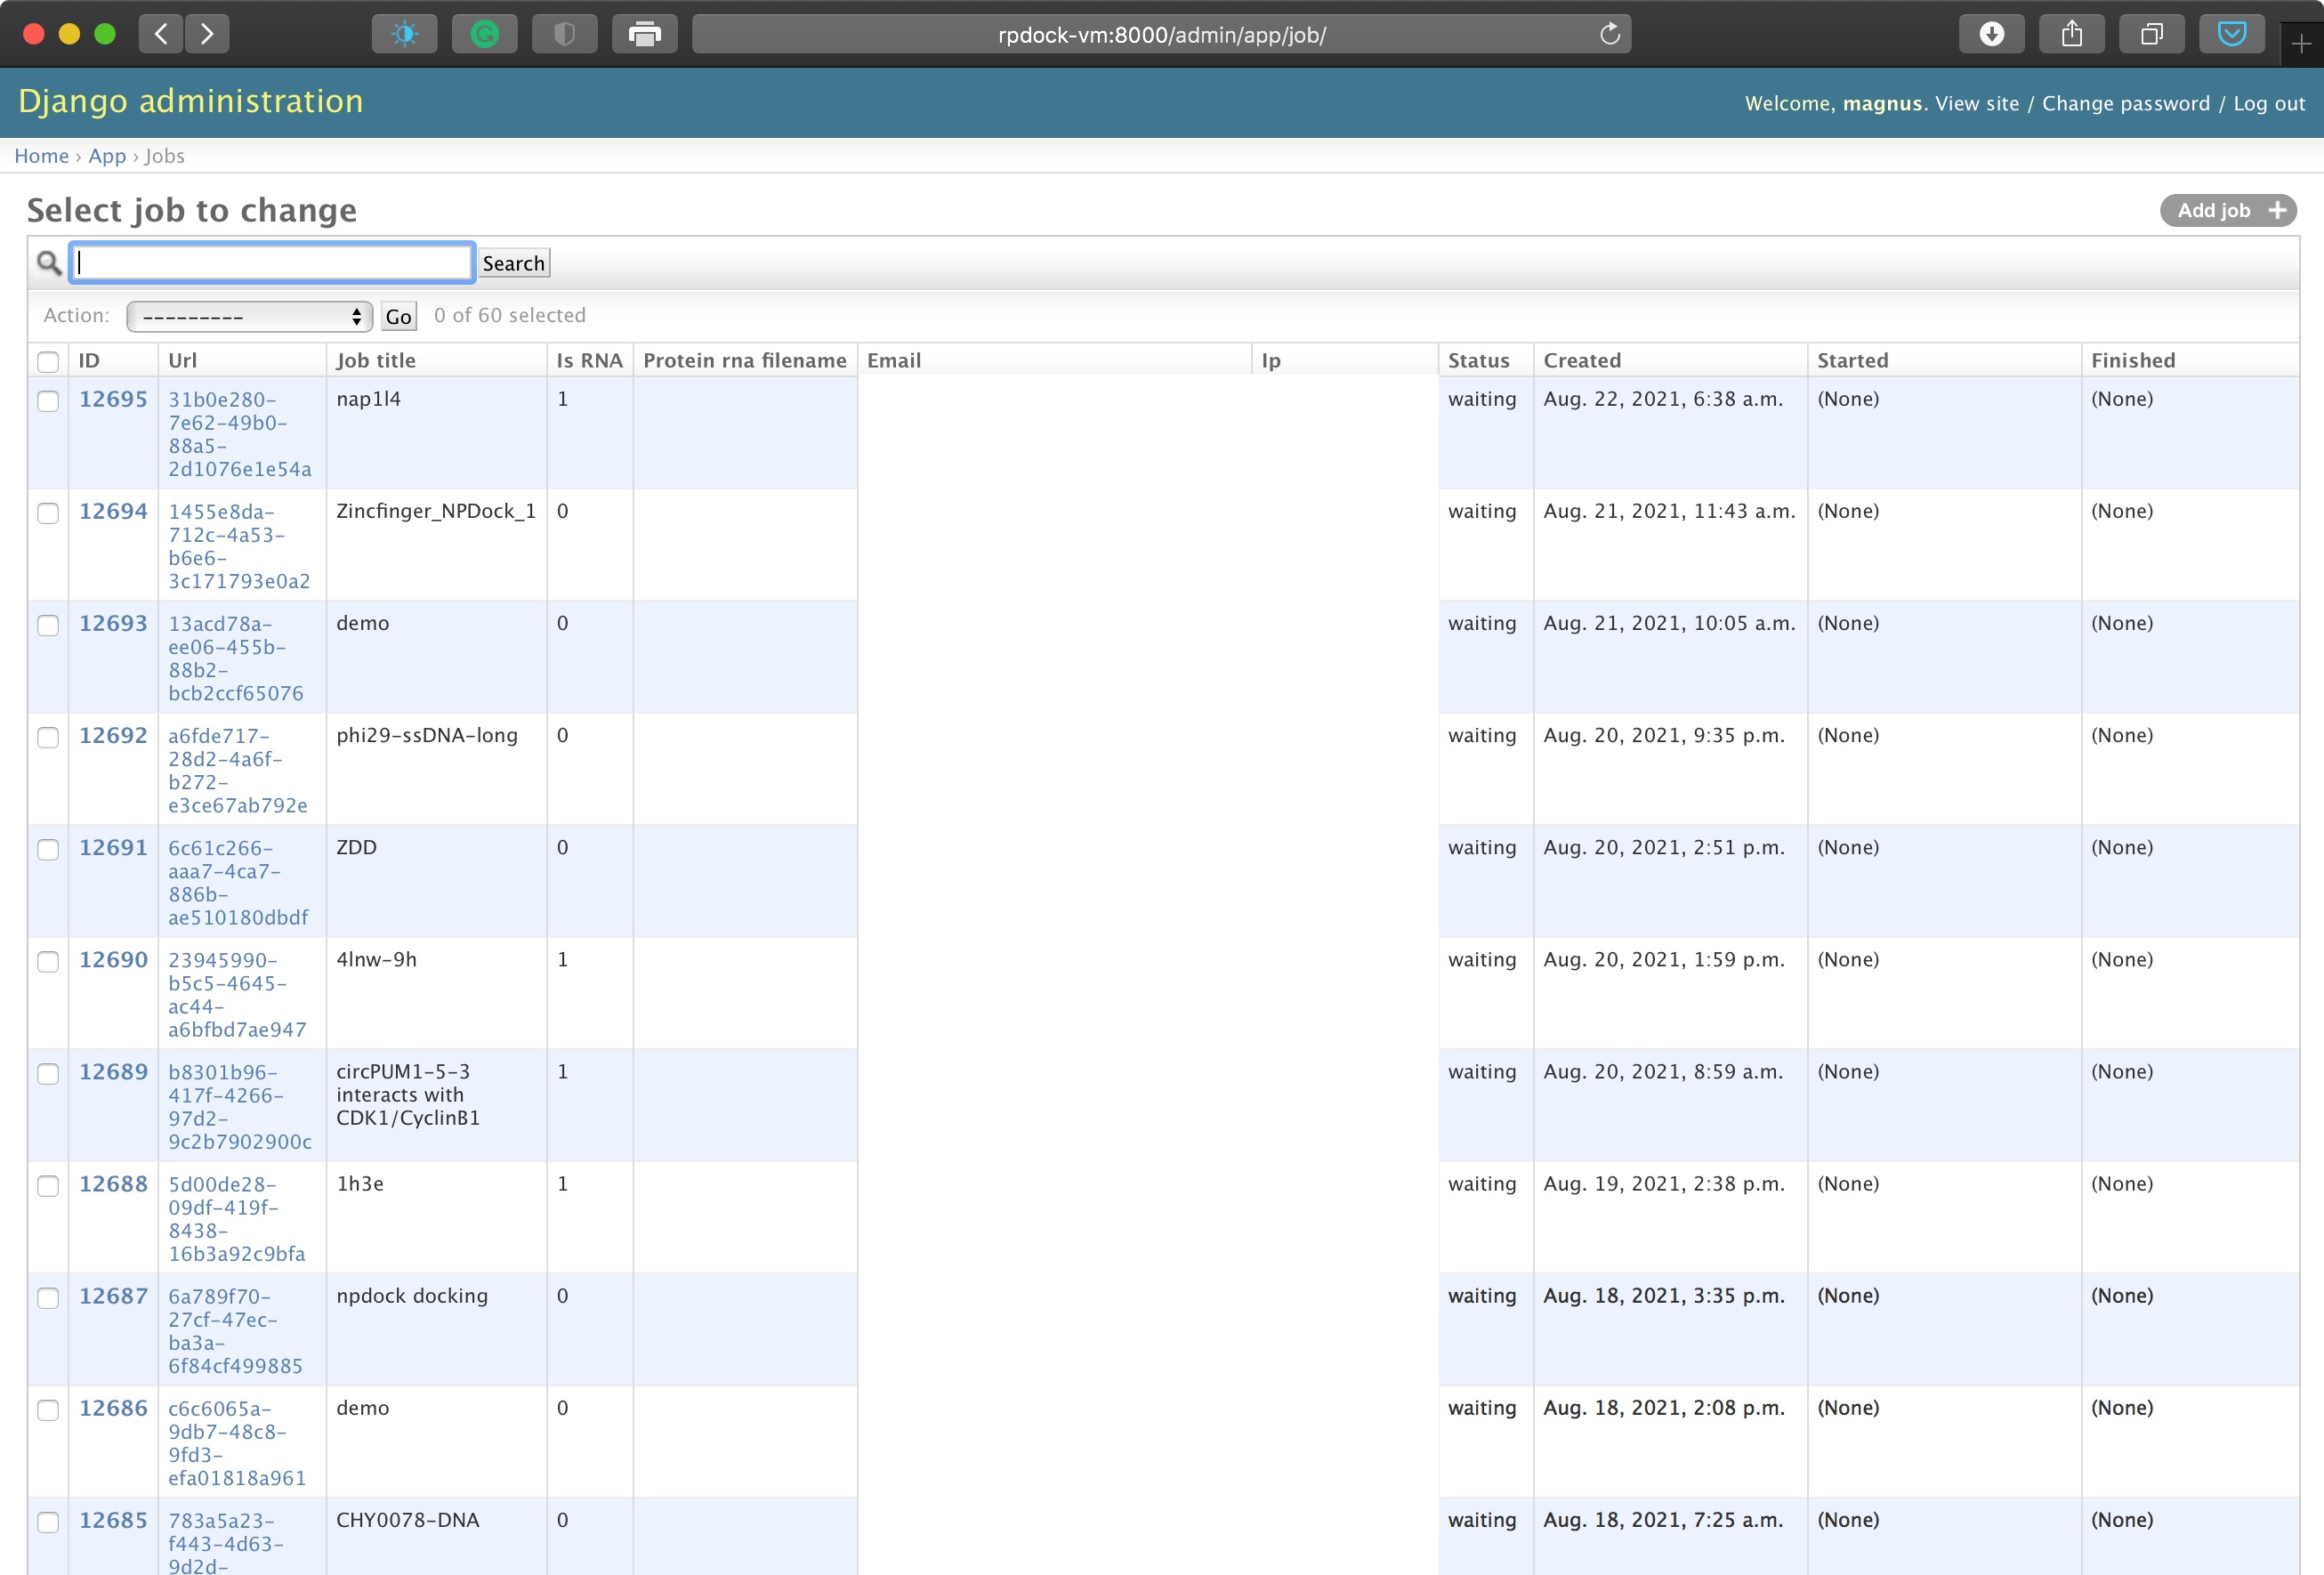 rpdock-vm:8000/admin/app/job/
Django administration
Welcome, magnus. View site / Change password / Log out
Home › App › Jobs
Select job to change
Add job +
Search
Action: --------- Go 0 of 60 selected
ID Url Job title Is RNA Protein rna filename Email Ip Status Created Started Finished
12695 31b0e280- nap1l4 1 waiting Aug. 22, 2021, 6:38 a.m. (None) (None)
7e62-49b0-
88a5-
2d1076e1e54a
12694 1455e8da- Zincfinger_NPDock_1 0 waiting Aug. 21, 2021, 11:43 a.m. (None) (None)
712c-4a53-
b6e6-
3c171793e0a2
12693 13acd78a- demo 0 waiting Aug. 21, 2021, 10:05 a.m. (None) (None)
ee06-455b-
88b2-
bcb2ccf65076
12692 a6fde717- phi29-ssDNA-long 0 waiting Aug. 20, 2021, 9:35 p.m. (None) (None)
28d2-4a6f-
b272-
e3ce67ab792e
12691 6c61c266- ZDD 0 waiting Aug. 20, 2021, 2:51 p.m. (None) (None)
aaa7-4ca7-
886b-
ae510180dbdf
12690 23945990- 4lnw-9h 1 waiting Aug. 20, 2021, 1:59 p.m. (None) (None)
b5c5-4645-
ac44-
a6bfbd7ae947
12689 b8301b96- circPUM1-5-3 1 waiting Aug. 20, 2021, 8:59 a.m. (None) (None)
417f-4266- interacts with
97d2- CDK1/CyclinB1
9c2b7902900c
12688 5d00de28- 1h3e 1 waiting Aug. 19, 2021, 2:38 p.m. (None) (None)
09df-419f-
8438-
16b3a92c9bfa
12687 6a789f70- npdock docking 0 waiting Aug. 18, 2021, 3:35 p.m. (None) (None)
27cf-47ec-
ba3a-
6f84cf499885
12686 c6c6065a- demo 0 waiting Aug. 18, 2021, 2:08 p.m. (None) (None)
9db7-48c8-
9fd3-
efa01818a961
12685 783a5a23- CHY0078-DNA 0 waiting Aug. 18, 2021, 7:25 a.m. (None) (None)
f443-4d63-
9d2d-